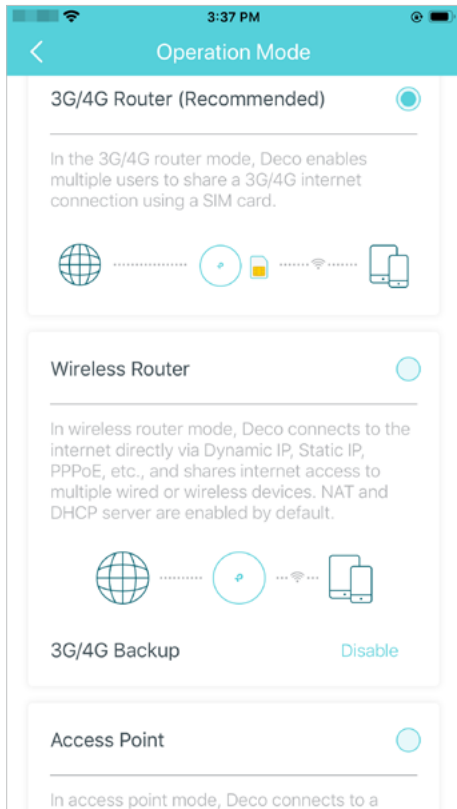 3:37 PM
Operation Mode
3G/4G Router (Recommended)
In the 3G/4G router mode, Deco enables
multiple users to share a 3G/4G internet
connection using a SIM card.
Wireless Router
In wireless router mode, Deco connects to the
internet directly via Dynamic IP, Static IP,
PPPoE, etc., and shares internet access to
multiple wired or wireless devices. NAT and
DHCP server are enabled by default.
3G/4G Backup Disable
Access Point
In access point mode, Deco connects to a